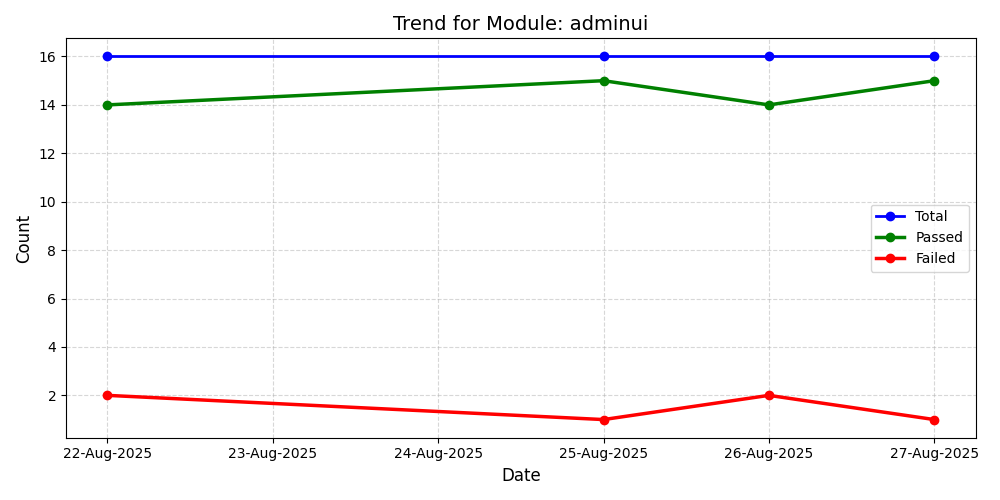 Trend for Module: adminui
Count
16
14
12
10
8
6
4
2
Total
Passed
Failed
22-Aug-2025
23-Aug-2025
24-Aug-2025
25-Aug-2025
26-Aug-2025
27-Aug-2025
Date